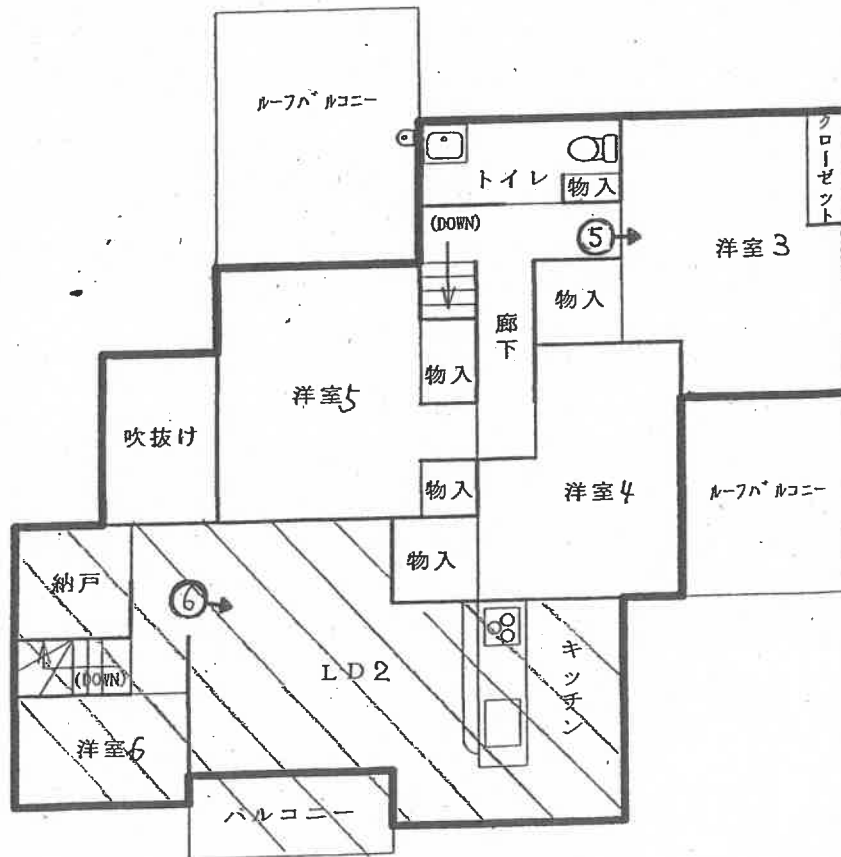 ルーフバルコニー
クローゼット
トイレ
物入
(DOWN)
⑤
洋室3
物入
廊下
物入
洋室5
吹抜け
物入
洋室4
ルーフバルコニー
物入
納戸
⑥
LD2
キッチン
(DOWN)
洋室6
バルコニー